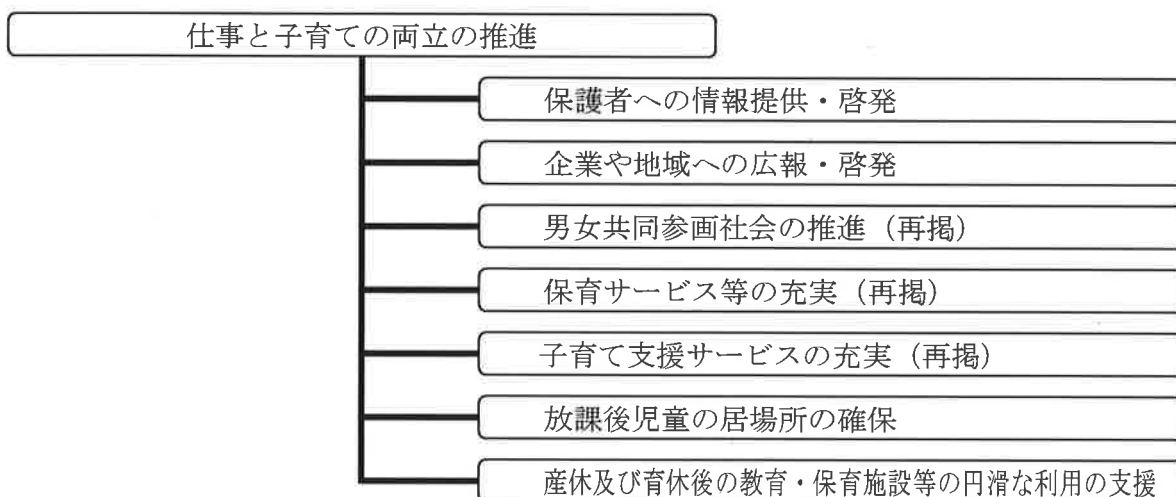 仕事と子育ての両立の推進
保護者への情報提供・啓発
企業や地域への広報・啓発
男女共同参画社会の推進（再掲）
保育サービス等の充実（再掲）
子育て支援サービスの充実（再掲）
放課後児童の居場所の確保
産休及び育休後の教育・保育施設等の円滑な利用の支援